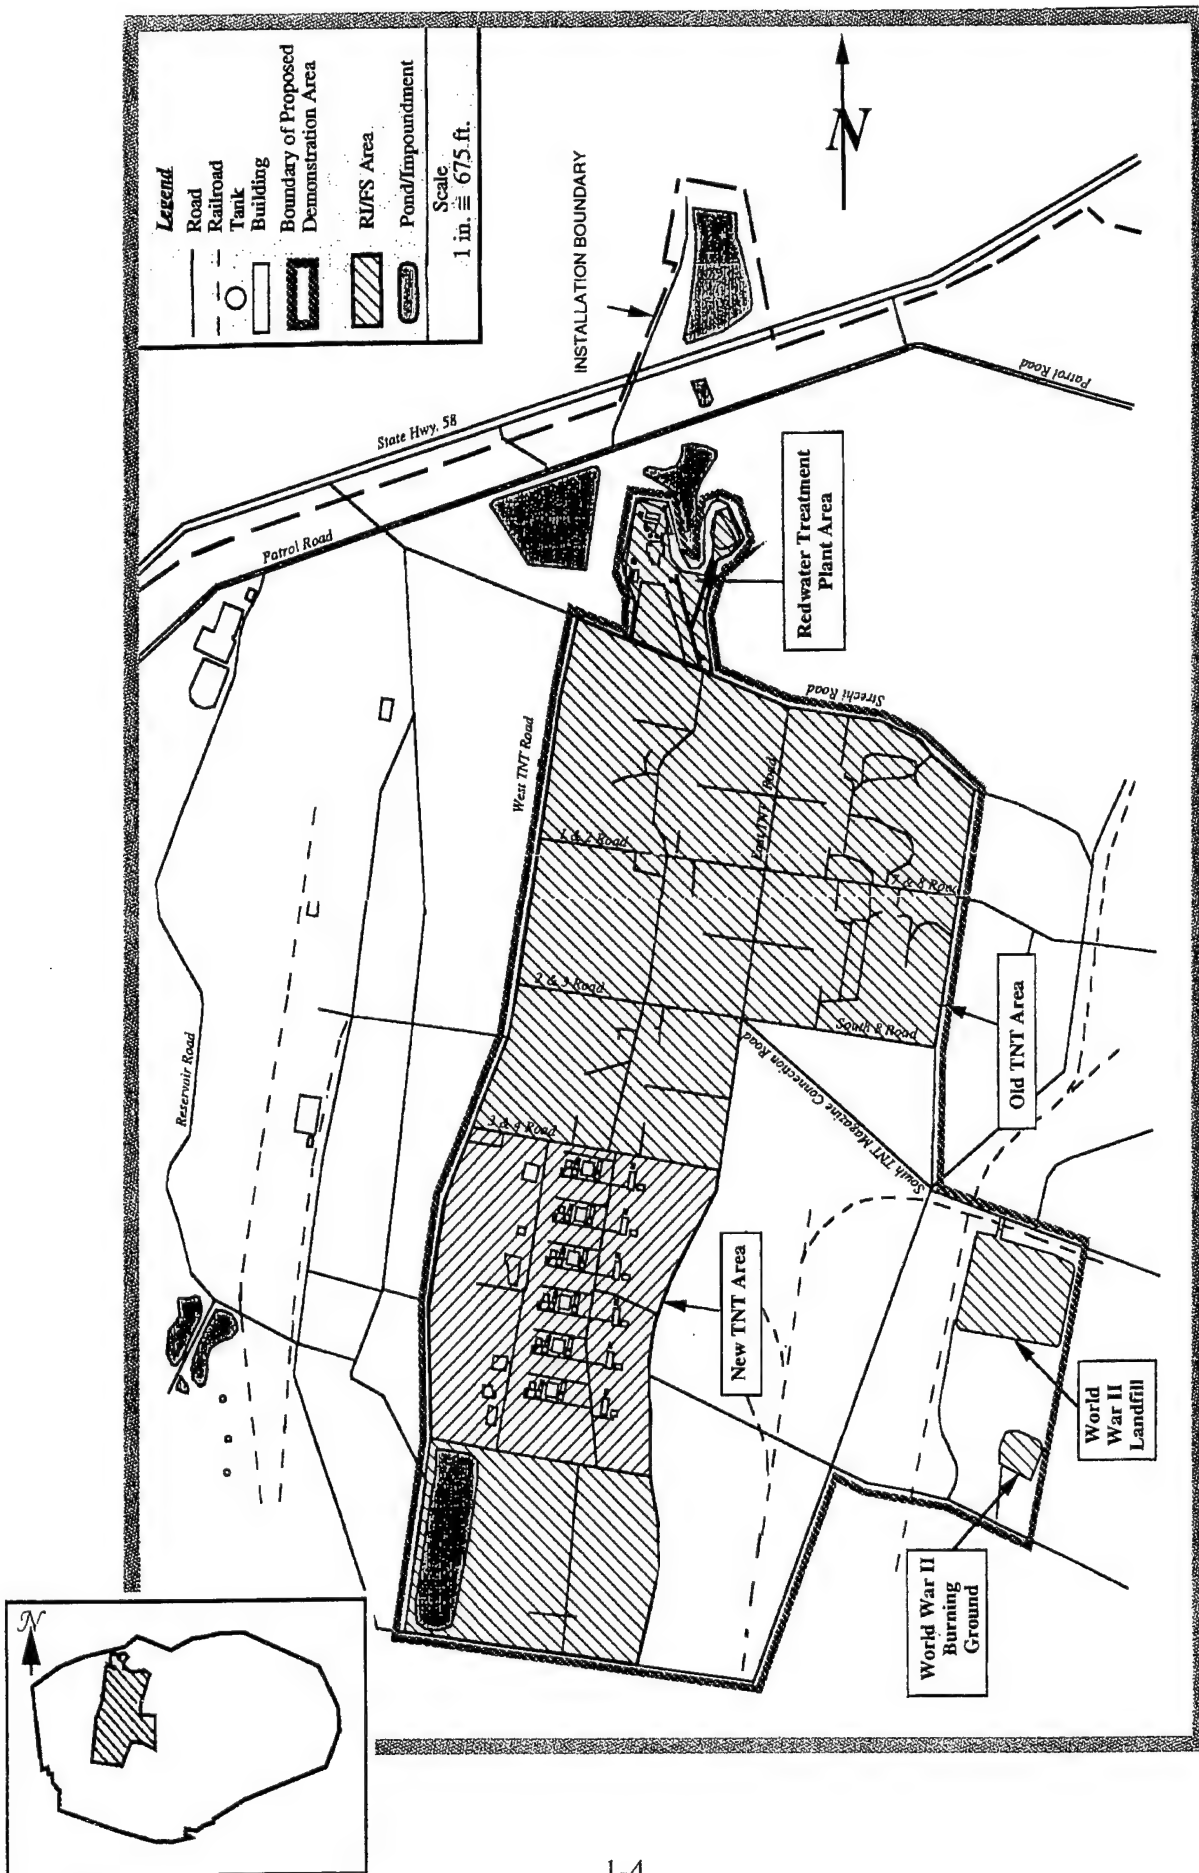 Legend
Road
Railroad
Tank
Building
Boundary of Proposed
Demonstration Area
RI/FS Area
Pond/Impoundment
Scale
1 in. ≅ 675 ft.
N
INSTALLATION BOUNDARY
State Hwy. 58
Patrol Road
Patrol Road
Redwater Treatment
Plant Area
Strechi Road
West TNT Road
East TNT Road
1 & 2 Road
7 & 8 Road
2 & 3 Road
South 8 Road
3 & 6 Road
South TNT Magazine Connection Road
Reservoir Road
Old TNT Area
New TNT Area
World
War II
Landfill
World War II
Burning
Ground
N
1-4